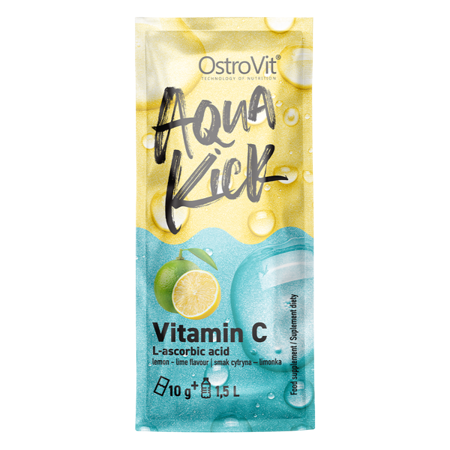 OstroVit®
TECHNOLOGY OF NUTRITION
AQUA
KICK
Vitamin C
L-ascorbic acid
lemon - lime flavour | smak cytryna – limonka
10 g + 1,5 L
Food supplement / Suplement diety